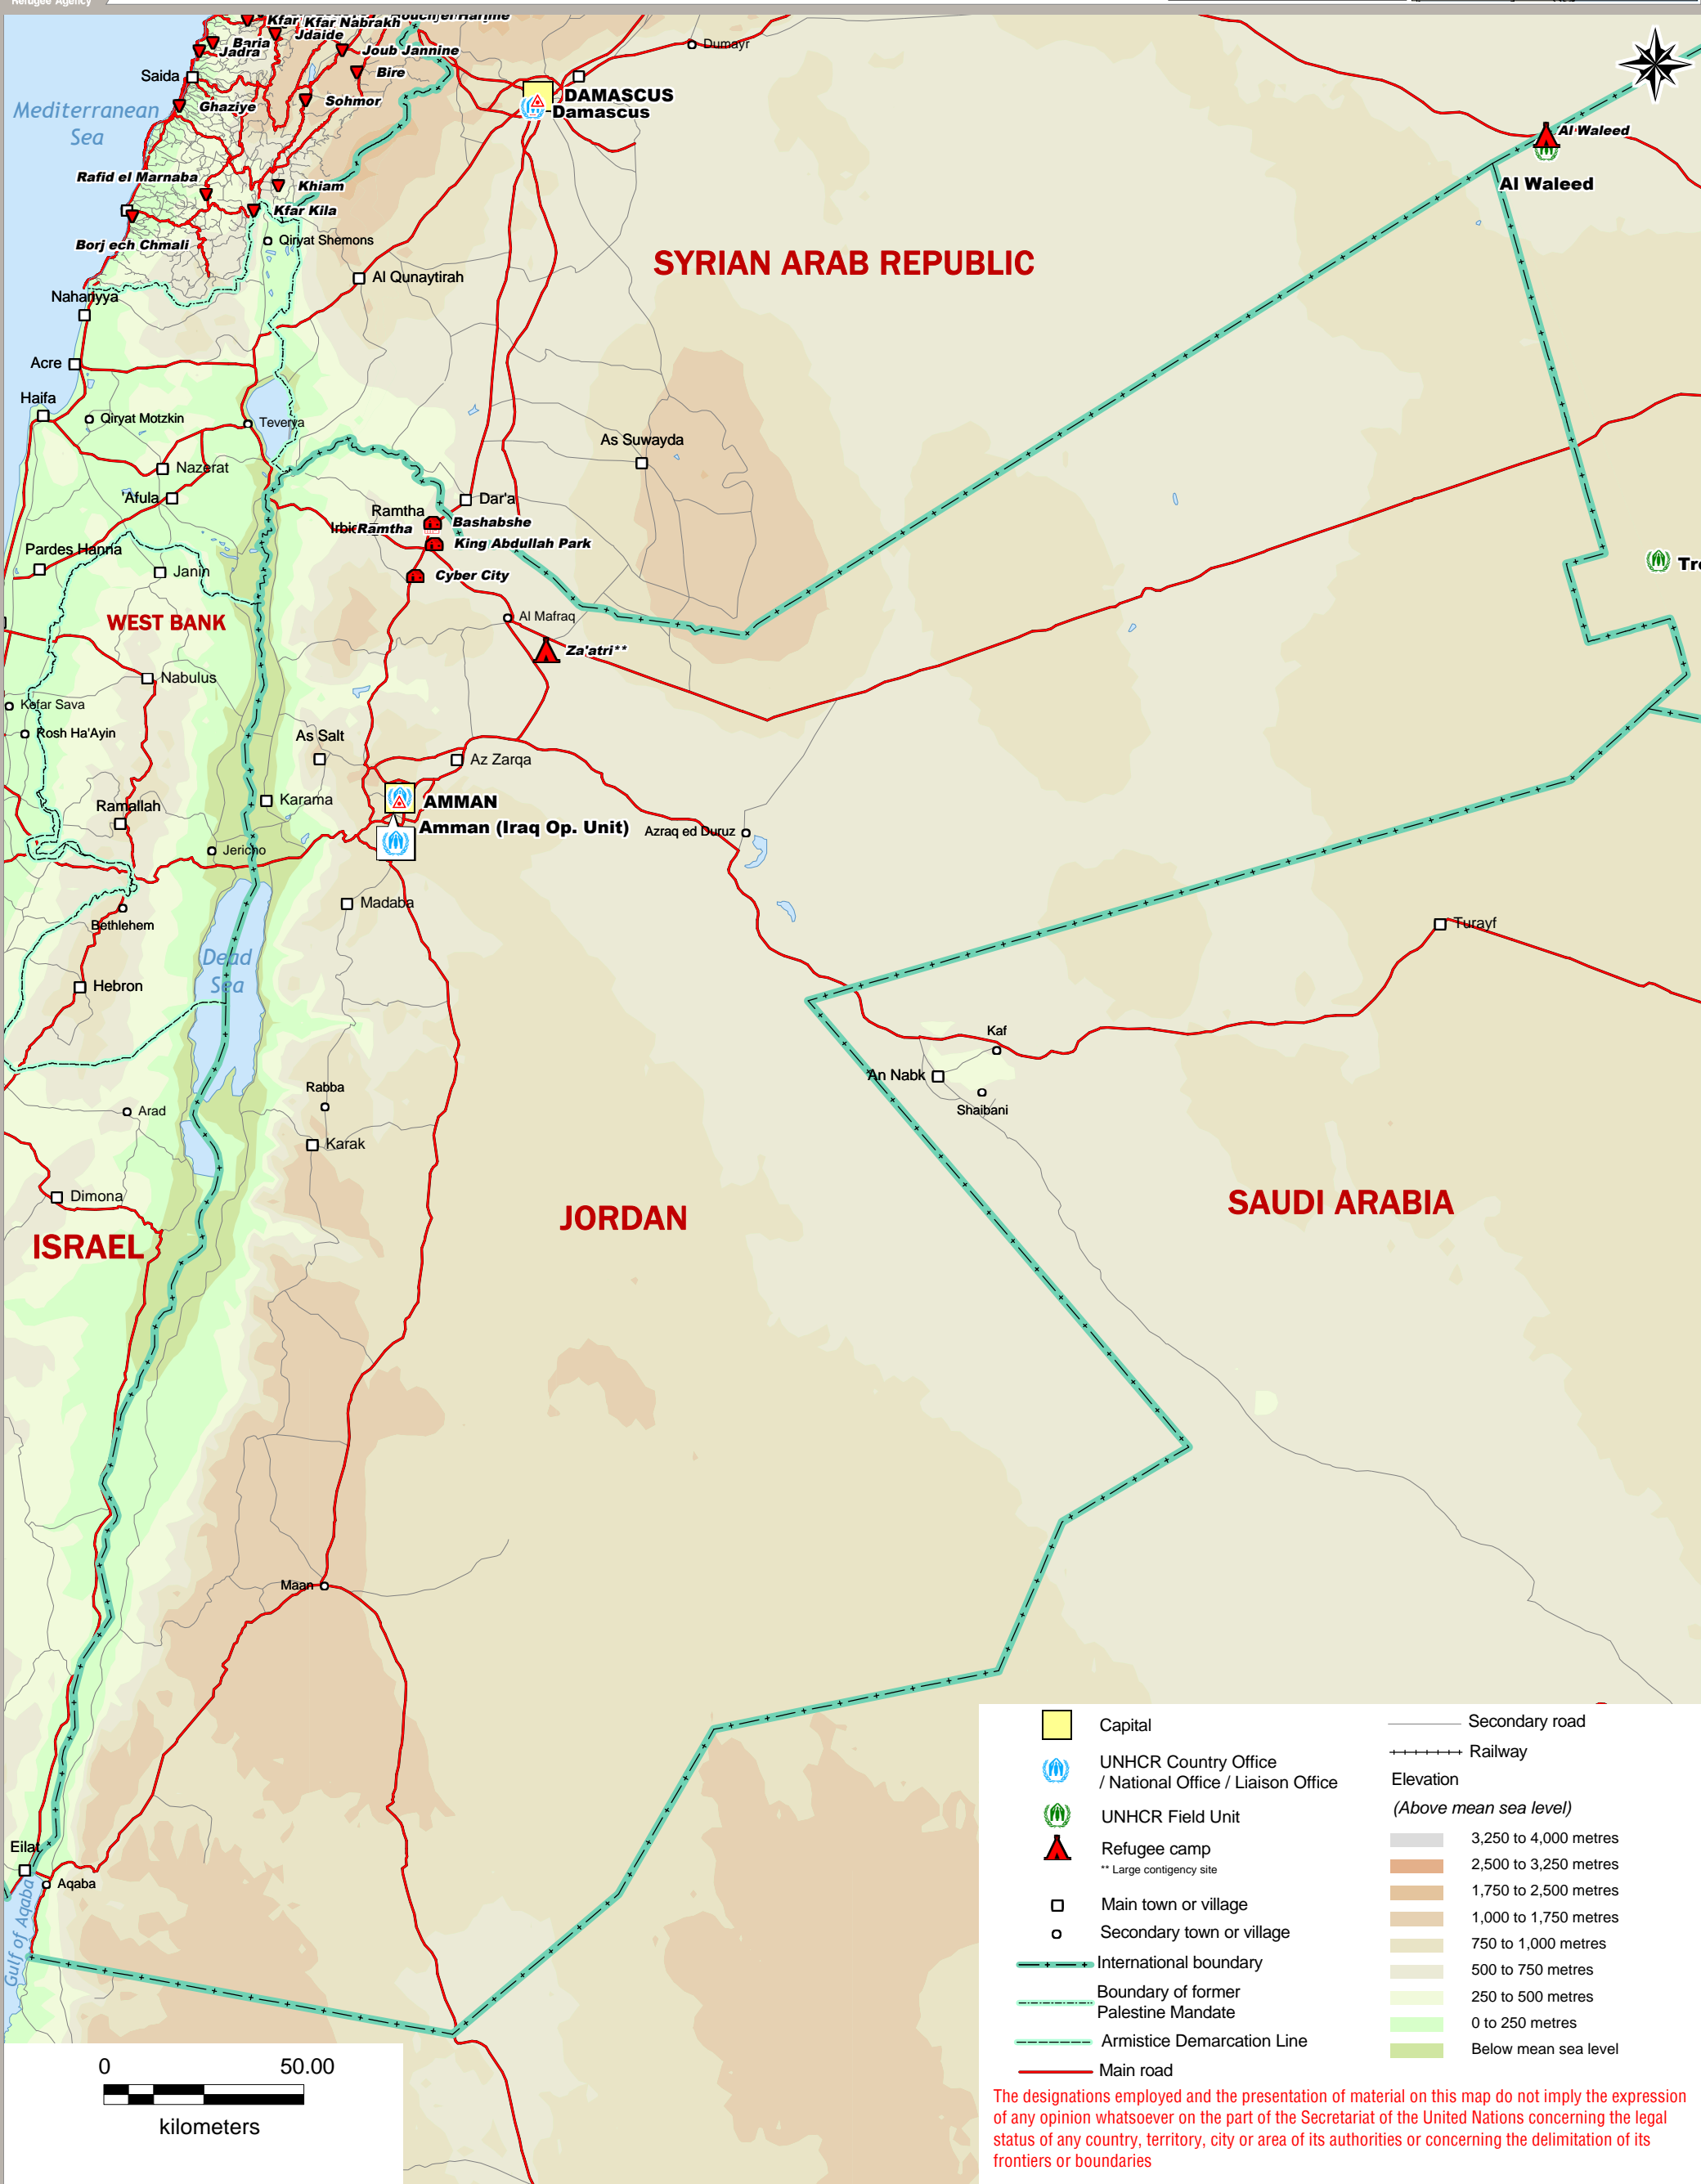 Refugee Agency
Kfar Nabrakh
Jdaide
Baria
Jadra
Joub Jannine
Bire
Dumayr
Saida
Ghaziye
Sohmor
DAMASCUS
Damascus
Mediterranean
Sea
Al Waleed
Al Waleed
Rafid el Marnaba
Khiam
Kfar Kila
Borj ech Chmali
Qiryat Shemons
SYRIAN ARAB REPUBLIC
Al Qunaytirah
Nahariyya
Acre
Haifa
Qiryat Motzkin
Teverya
As Suwayda
Nazerat
'Afula
Dar'a
Ramtha
Ramtha
Bashabshe
King Abdullah Park
Pardes Hanna
Janin
Cyber City
Al Mafraq
WEST BANK
Za'atri**
Nabulus
Kefar Sava
Rosh Ha'Ayin
As Salt
Az Zarqa
Karama
AMMAN
Ramallah
Amman (Iraq Op. Unit)
Azraq ed Duruz
Jericho
Madaba
Bethlehem
Turayf
Dead
Sea
Hebron
Kaf
An Nabk
Shaibani
Rabba
Arad
Karak
Dimona
SAUDI ARABIA
JORDAN
ISRAEL
Maan
Eilat
Aqaba
Gulf of Aqaba
Capital
UNHCR Country Office
/ National Office / Liaison Office
UNHCR Field Unit
Refugee camp
** Large contigency site
Main town or village
Secondary town or village
International boundary
Boundary of former
Palestine Mandate
Armistice Demarcation Line
Main road
Secondary road
Railway
Elevation
(Above mean sea level)
3,250 to 4,000 metres
2,500 to 3,250 metres
1,750 to 2,500 metres
1,000 to 1,750 metres
750 to 1,000 metres
500 to 750 metres
250 to 500 metres
0 to 250 metres
Below mean sea level
0 50.00
kilometers
The designations employed and the presentation of material on this map do not imply the expression
of any opinion whatsoever on the part of the Secretariat of the United Nations concerning the legal
status of any country, territory, city or area of its authorities or concerning the delimitation of its
frontiers or boundaries